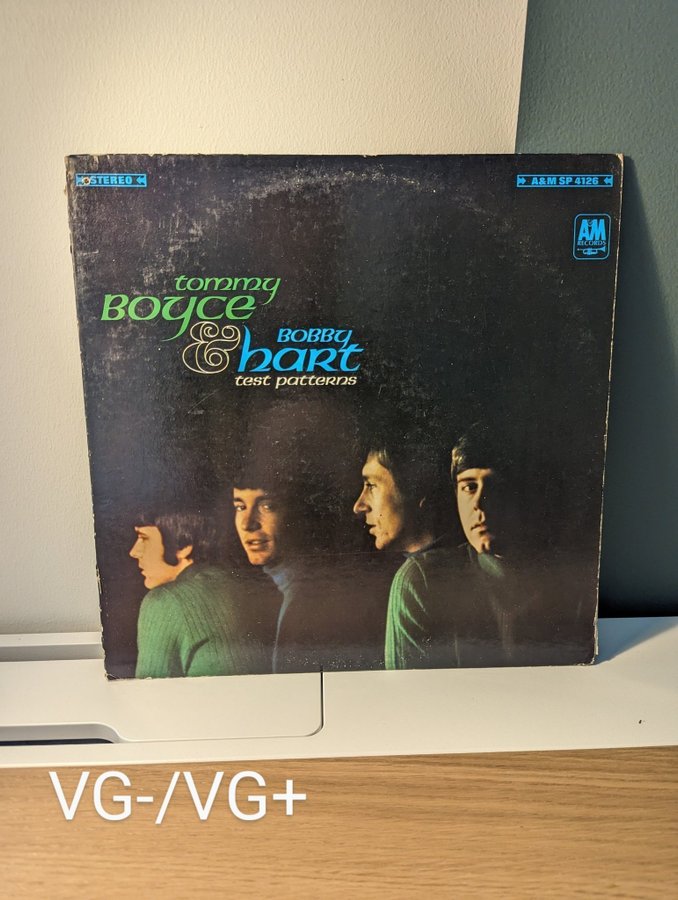 STEREO
A&M SP 4126
A&M
RECORDS
tommy
BOYCE
& BOBBY
hart
test patterns
VG-/VG+